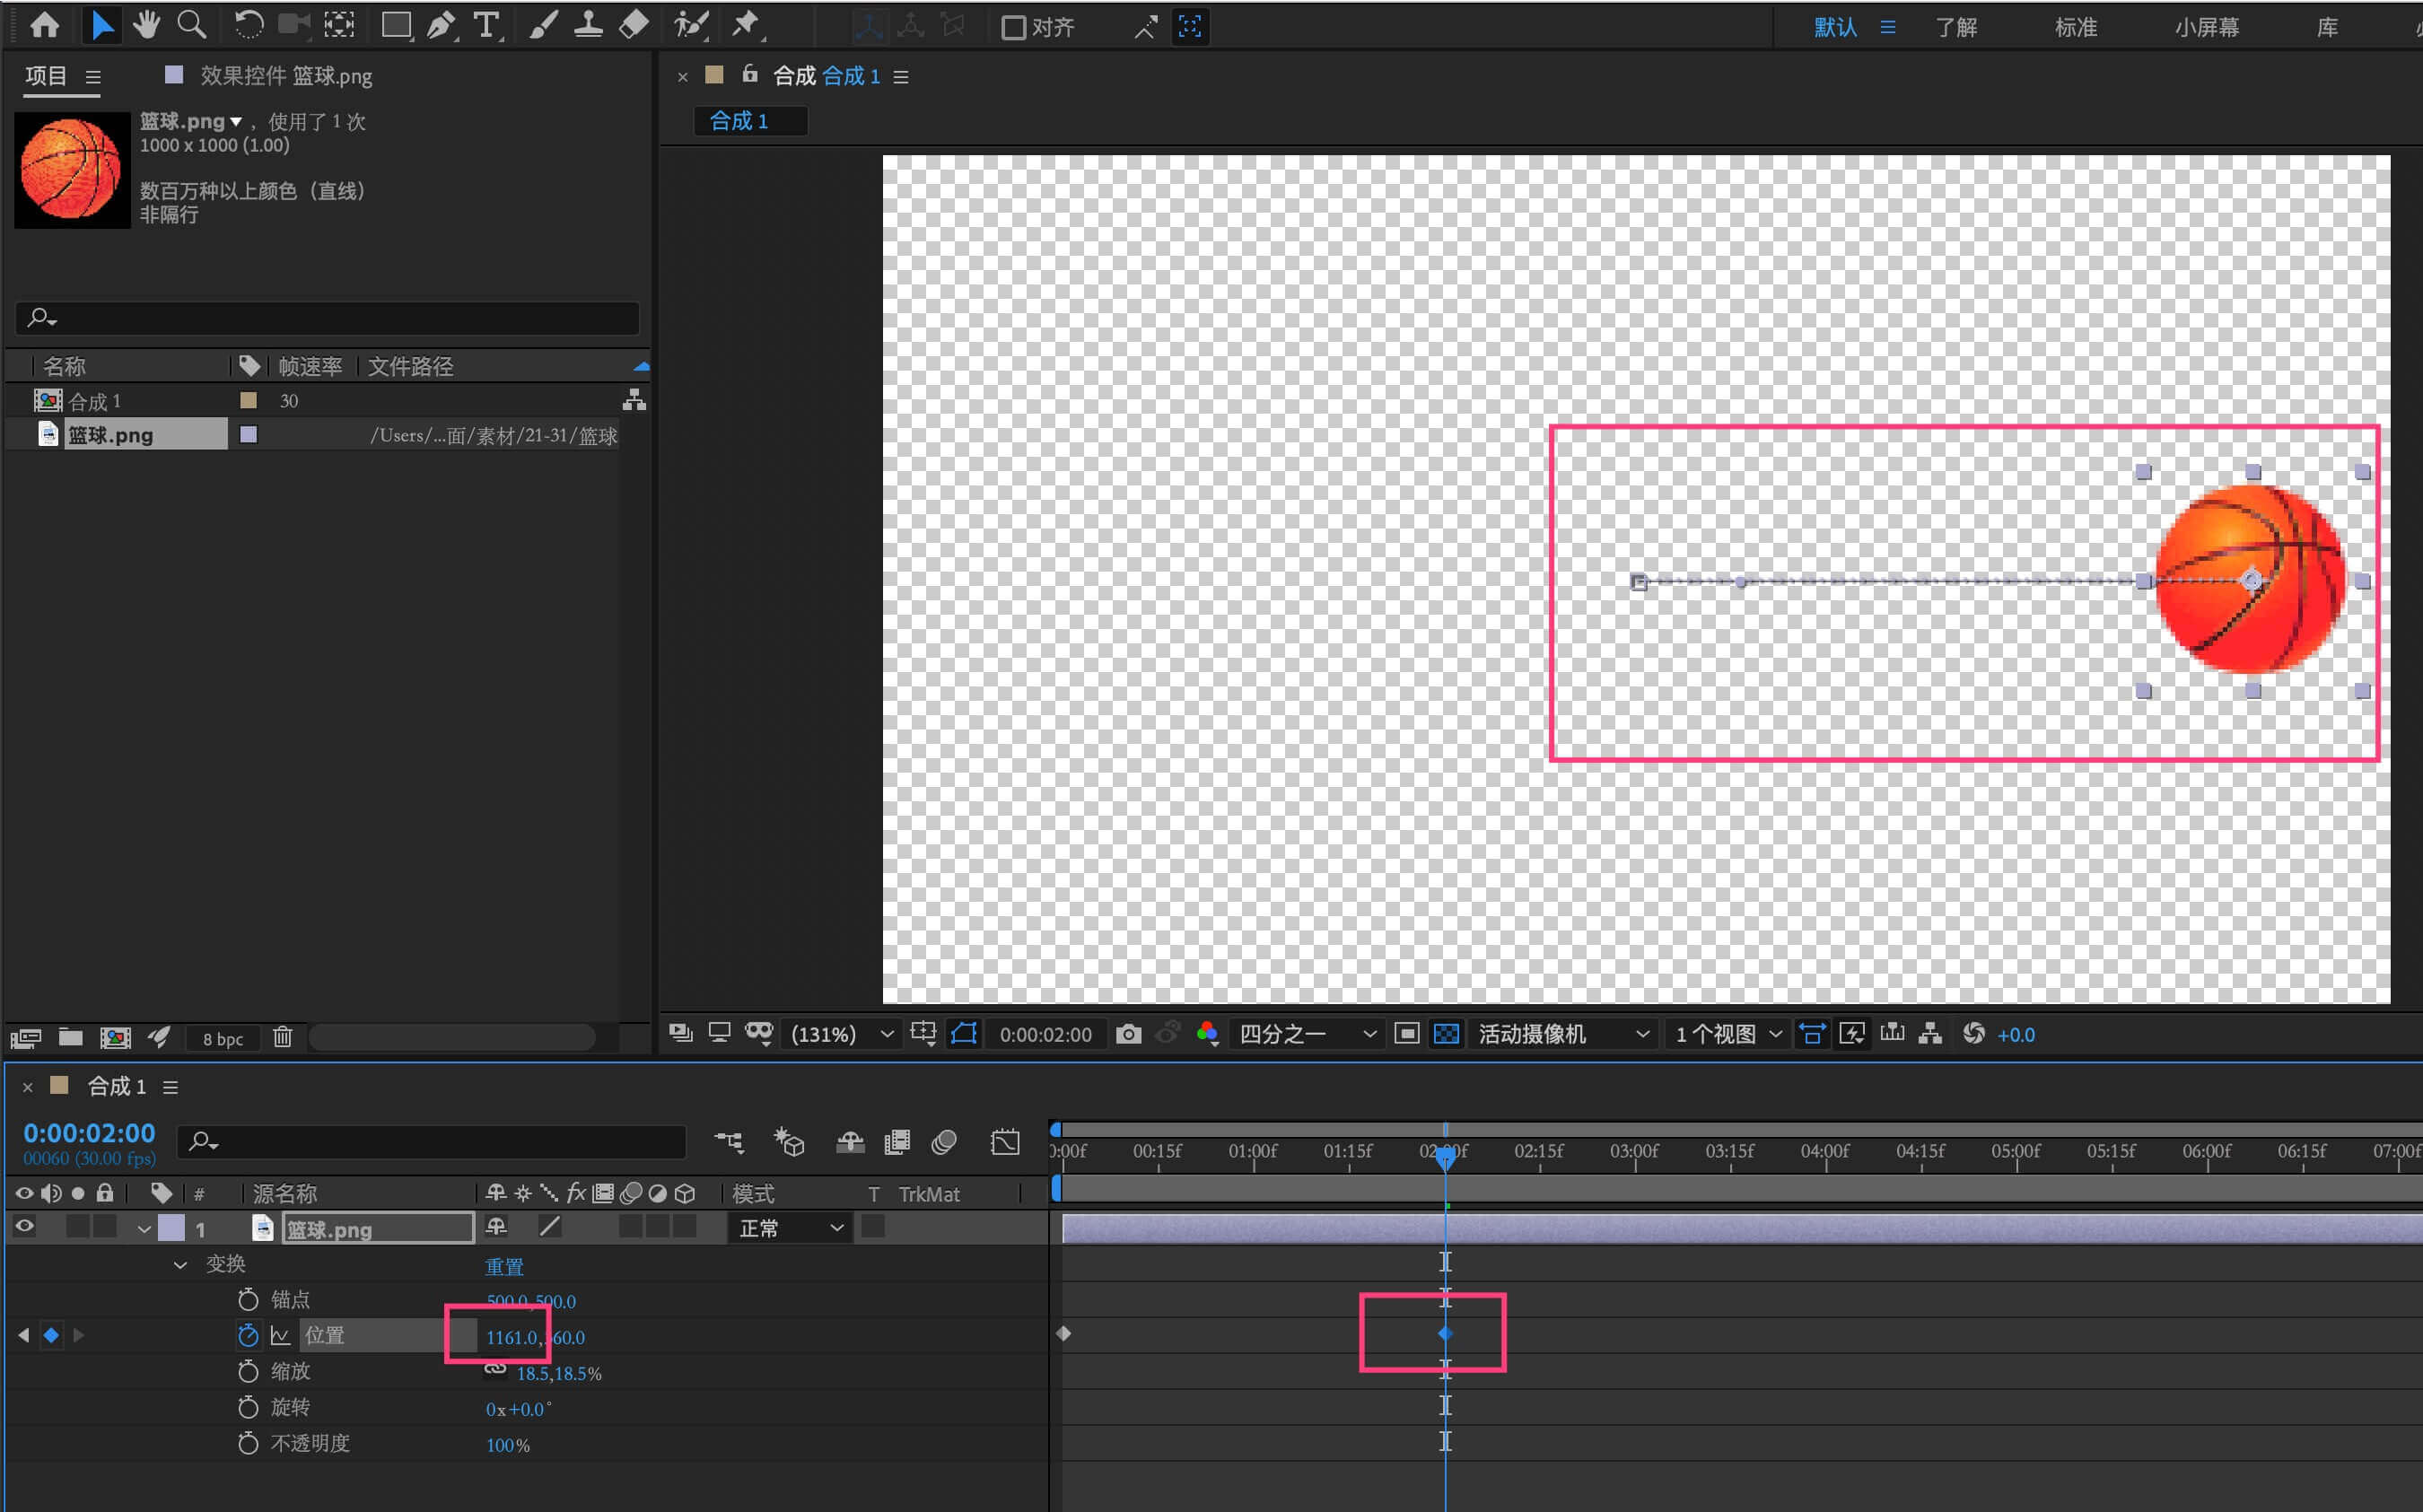 对齐
默认 了解 标准 小屏幕 库
项目 效果控件 篮球.png
合成 合成 1
合成 1
篮球.png ，使用了 1 次
1000 x 1000 (1.00)
数百万种以上颜色（直线）
非隔行
名称 帧速率 文件路径
合成 1 30
篮球.png /Users/...面/素材/21-31/篮球
8 bpc
(131%) 0:00:02:00 四分之一 活动摄像机 1 个视图 +0.0
合成 1
0:00:02:00
00060 (30.00 fps)
0:00f 00:15f 01:00f 01:15f 02:00f 02:15f 03:00f 03:15f 04:00f 04:15f 05:00f 05:15f 06:00f 06:15f 07:00f
# 源名称 fx 模式 T TrkMat
1 篮球.png 正常
变换 重置
锚点 500.0,500.0
位置 1161.0,360.0
缩放 18.5,18.5%
旋转 0x+0.0°
不透明度 100%